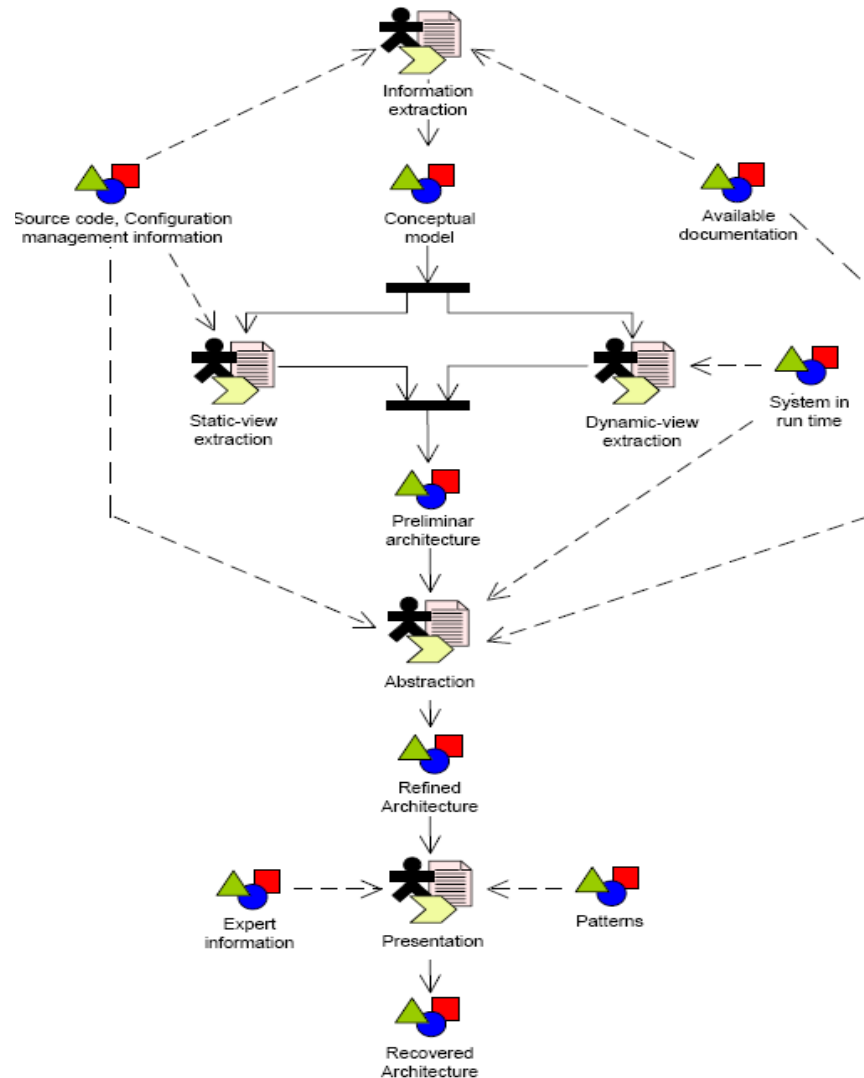 Information
extraction
Source code, Configuration
management information
Conceptual
model
Available
documentation
Static-view
extraction
Dynamic-view
extraction
System in
run time
Preliminar
architecture
Abstraction
Refined
Architecture
Expert
information
Presentation
Patterns
Recovered
Architecture